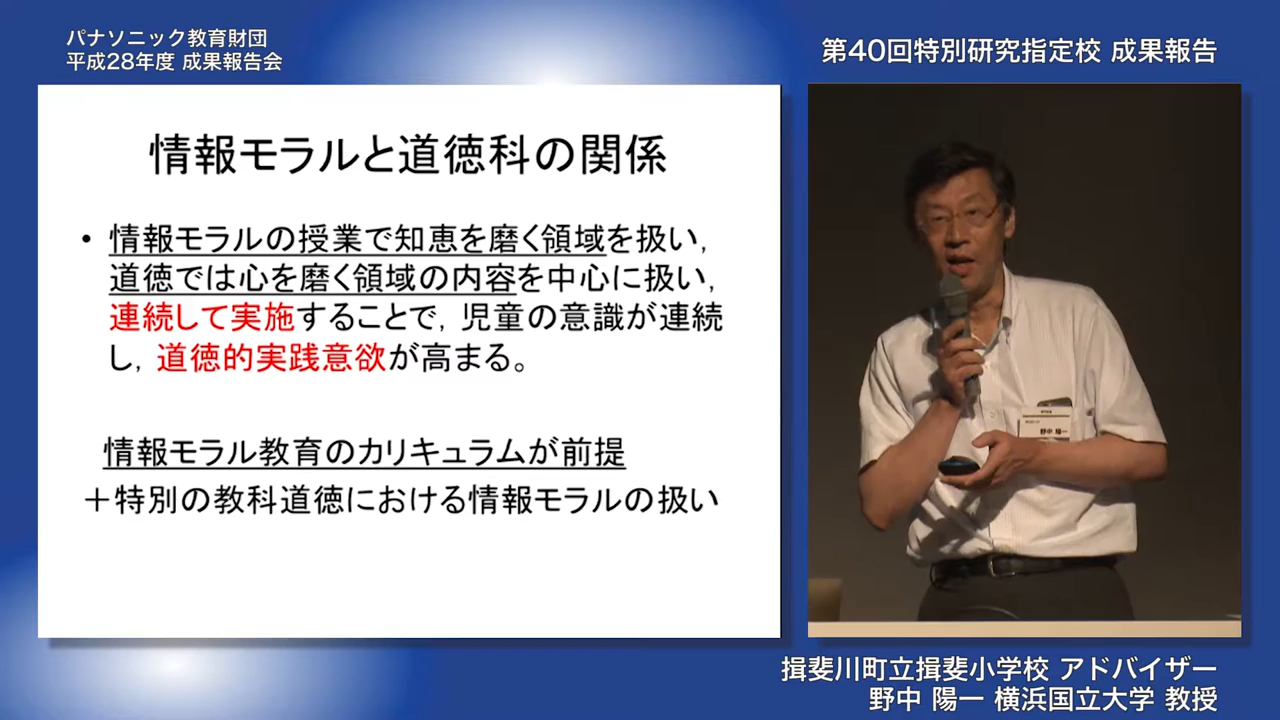 パナソニック教育財団
平成28年度 成果報告会
第40回特別研究指定校 成果報告
情報モラルと道徳科の関係
• 情報モラルの授業で知恵を磨く領域を扱い,
道徳では心を磨く領域の内容を中心に扱い,
連続して実施することで, 児童の意識が連続
し, 道徳的実践意欲が高まる。
情報モラル教育のカリキュラムが前提
＋特別の教科道徳における情報モラルの扱い
野中 陽一
揖斐川町立揖斐小学校 アドバイザー
野中 陽一 横浜国立大学 教授